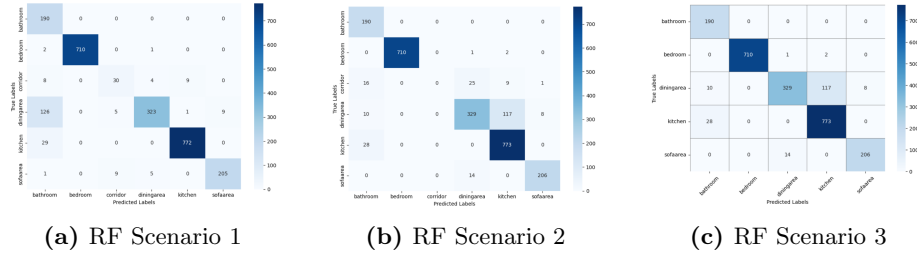 190 0 0 0 0 0
2 710 0 1 0 0
8 0 30 4 9 0
126 0 5 323 1 9
29 0 0 0 772 0
1 0 9 5 0 205
bathroom
bedroom
corridor
diningarea
kitchen
sofaarea
True Labels
bathroom bedroom corridor diningarea kitchen sofaarea
Predicted Labels
700
600
500
400
300
200
100
0
(a) RF Scenario 1
190 0 0 0 0 0
0 710 0 1 2 0
16 0 0 25 9 1
10 0 0 329 117 8
28 0 0 0 773 0
0 0 0 14 0 206
bathroom
bedroom
corridor
diningarea
kitchen
sofaarea
True Labels
bathroom bedroom corridor diningarea kitchen sofaarea
Predicted Labels
700
600
500
400
300
200
100
0
(b) RF Scenario 2
bathroom 190 0 0 0 0
bedroom 0 710 1 2 0
diningarea 10 0 329 117 8
kitchen 28 0 0 773 0
sofaarea 0 0 14 0 206
True Labels
bathroom bedroom diningarea kitchen sofaarea
Predicted Labels
700
600
500
400
300
200
100
0
(c) RF Scenario 3